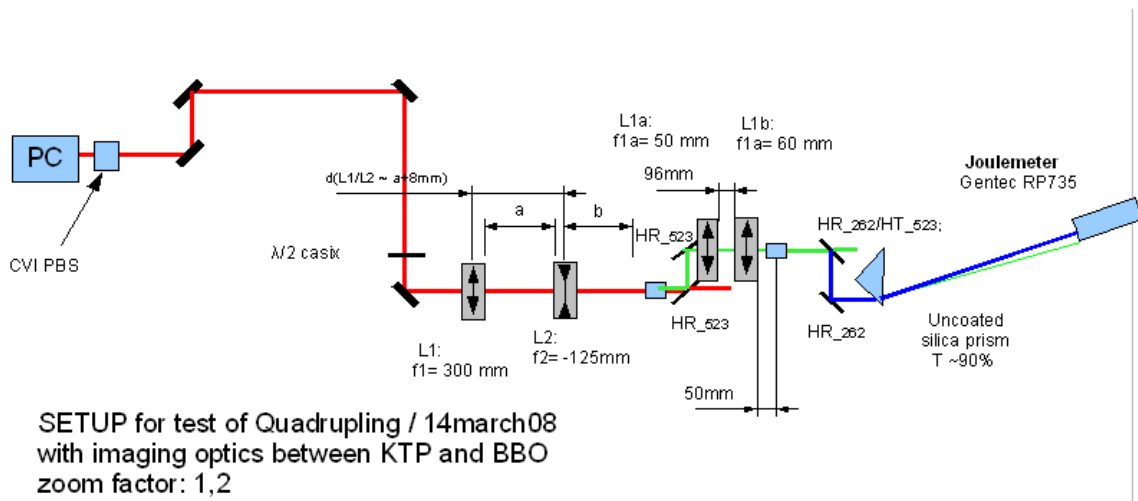 PC
CVI PBS
λ/2 casix
d(L1/L2 ~ a+8mm)
a
b
L1:
f1= 300 mm
L2:
f2= -125mm
HR_523
HR_523
L1a:
f1a= 50 mm
96mm
L1b:
f1a= 60 mm
50mm
HR_262/HT_523;
HR_262
Joulemeter
Gentec RP735
Uncoated
silica prism
T ~90%
SETUP for test of Quadrupling / 14march08
with imaging optics between KTP and BBO
zoom factor: 1,2